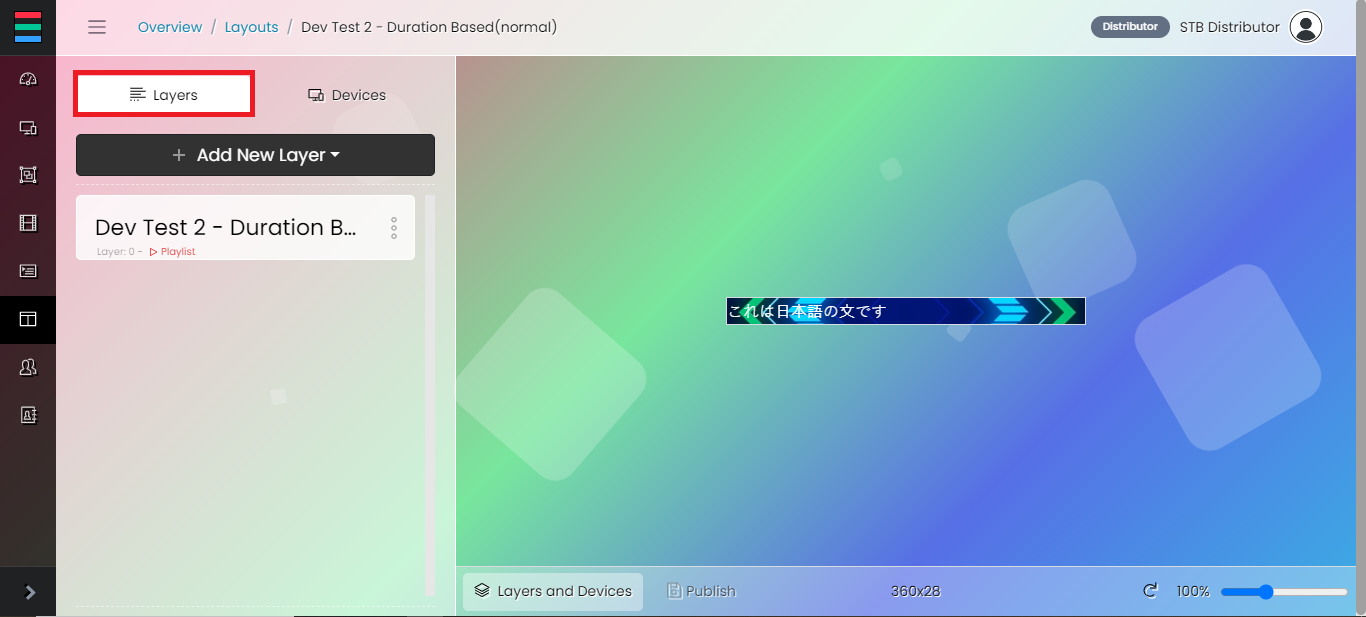 Overview / Layouts / Dev Test 2 - Duration Based(normal)
Distributor STB Distributor
Layers
Devices
+ Add New Layer
Dev Test 2 - Duration B...
Layer: 0 - Playlist
これは日本語の文です
Layers and Devices
Publish
360x28
100%